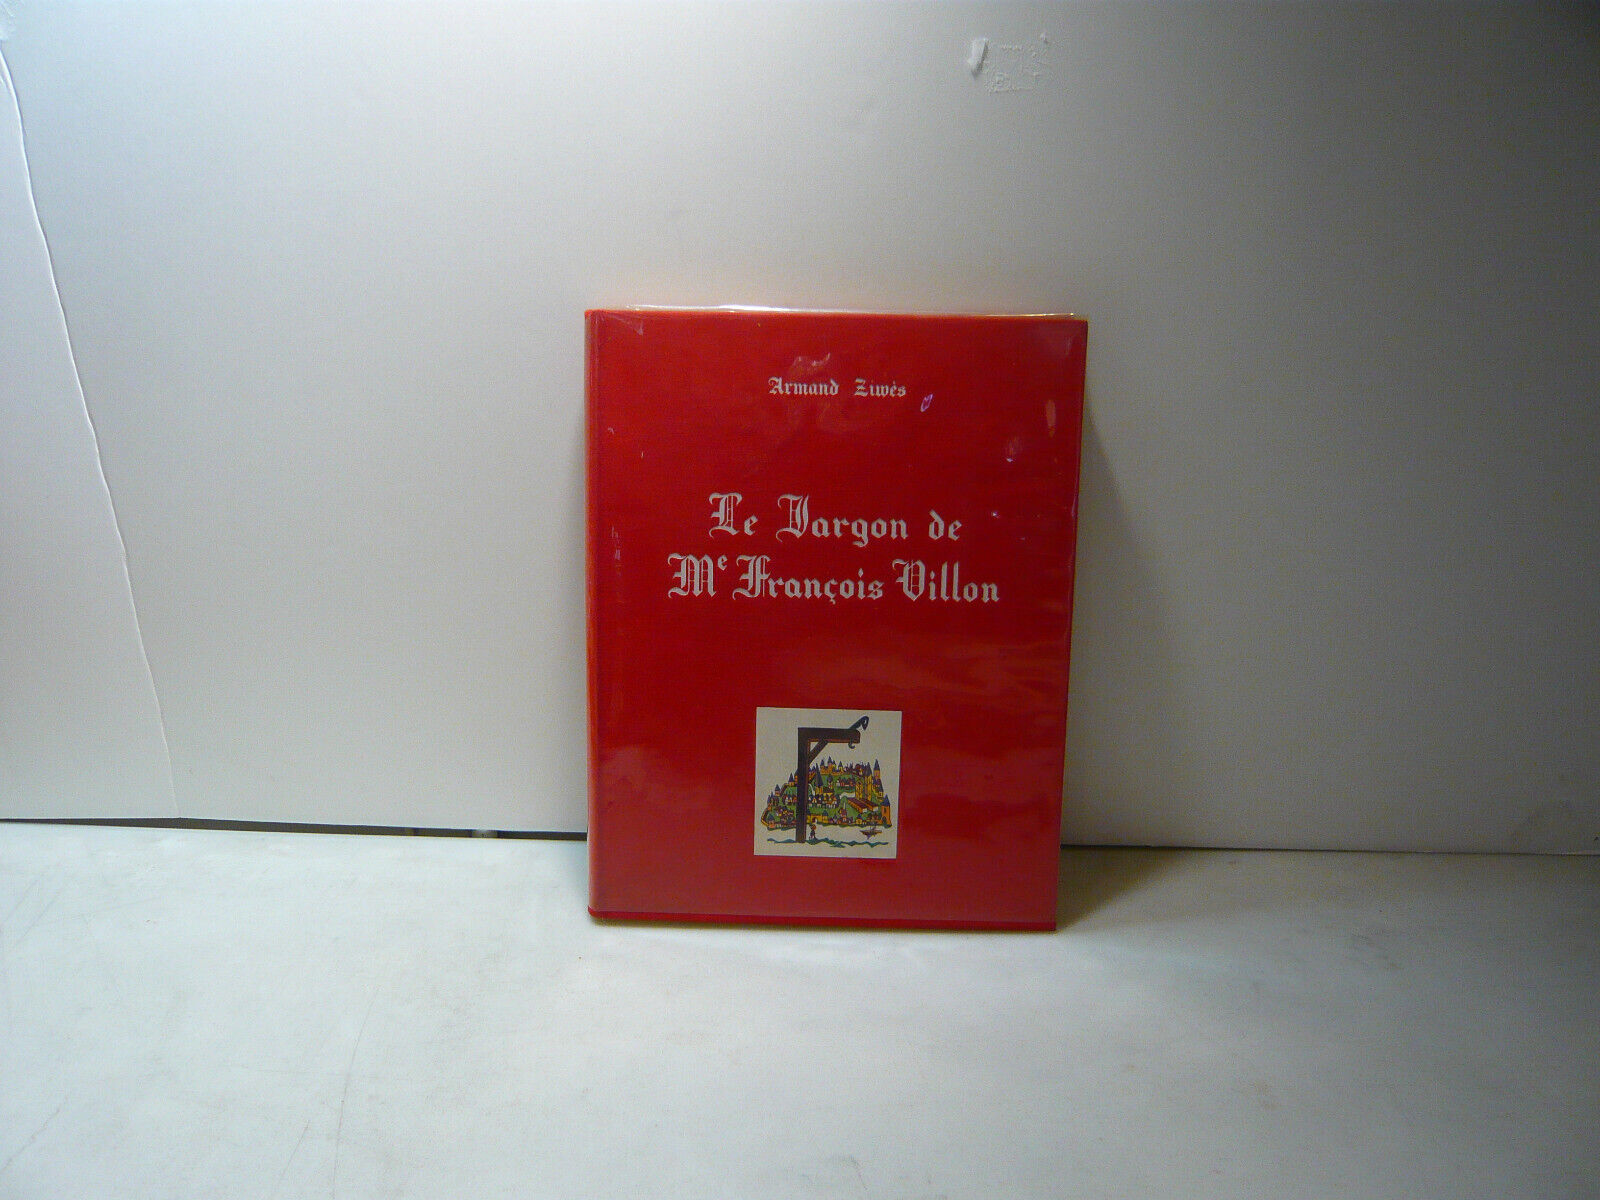 Armand Ziwès
Le Jargon de
Me François Villon